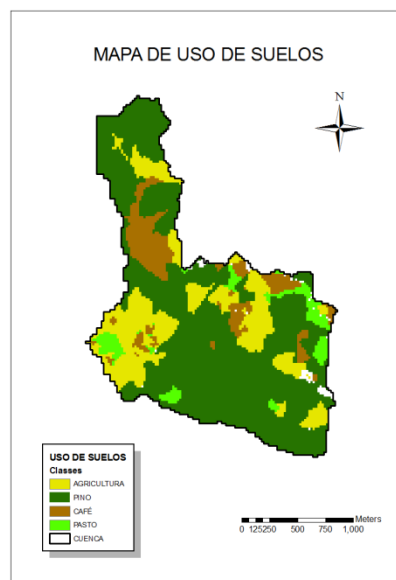 MAPA DE USO DE SUELOS
N
USO DE SUELOS
Classes
AGRICULTURA
PINO
CAFÉ
PASTO
CUENCA
Meters
0 125250 500 750 1,000